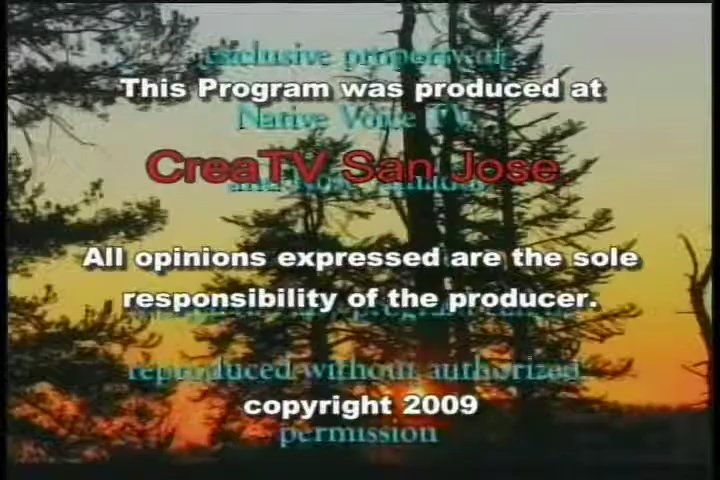 exclusive property of
This Program was produced at
Native Voice TV
CreaTV San Jose
All opinions expressed are the sole
responsibility of the producer.
reproduced without authorized
copyright 2009
permission